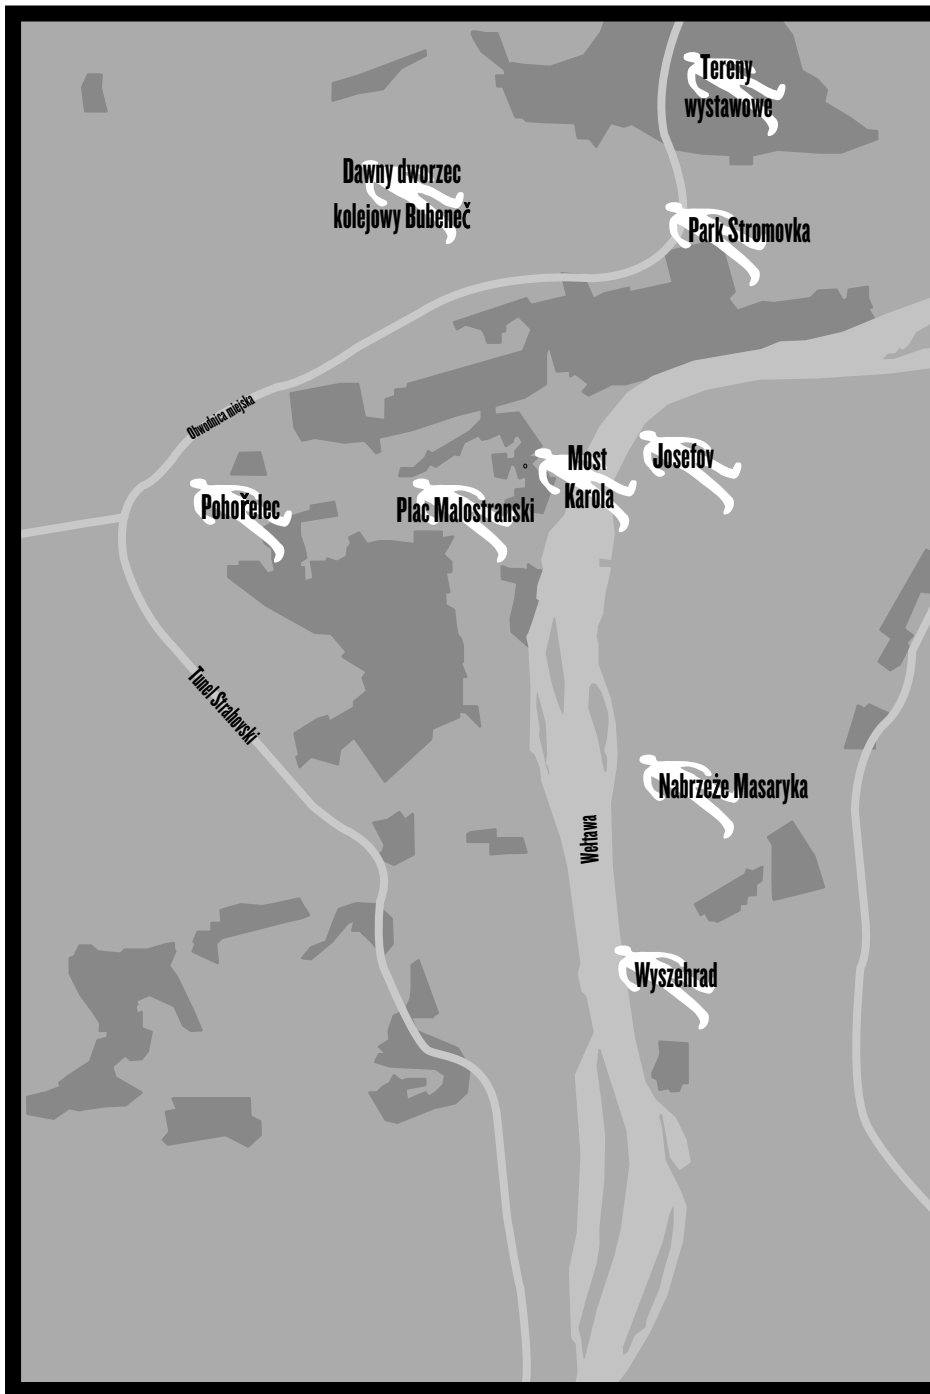 Tereny
wystawowe
Dawny dworzec
kolejowy Bubeneč
Park Stromovka
Obwodnica miejska
Most
Karola
Josefov
Pohořelec
Plac Malostranski
Tunel Strahovski
Nabrzeże Masaryka
Wełtawa
Wyszehrad